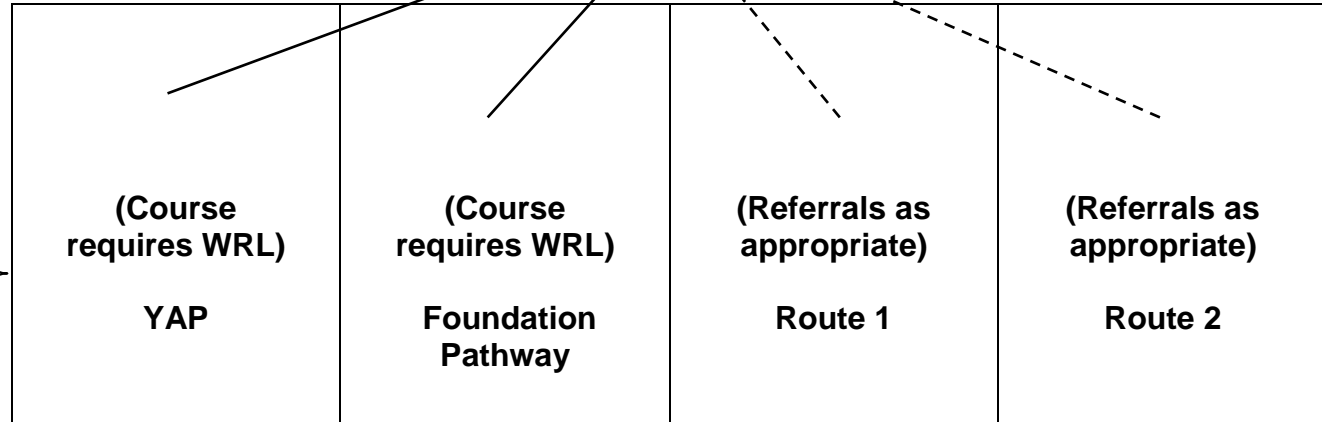 (Course
requires WRL)
YAP
(Course
requires WRL)
Foundation
Pathway
(Referrals as
appropriate)
Route 1
(Referrals as
appropriate)
Route 2